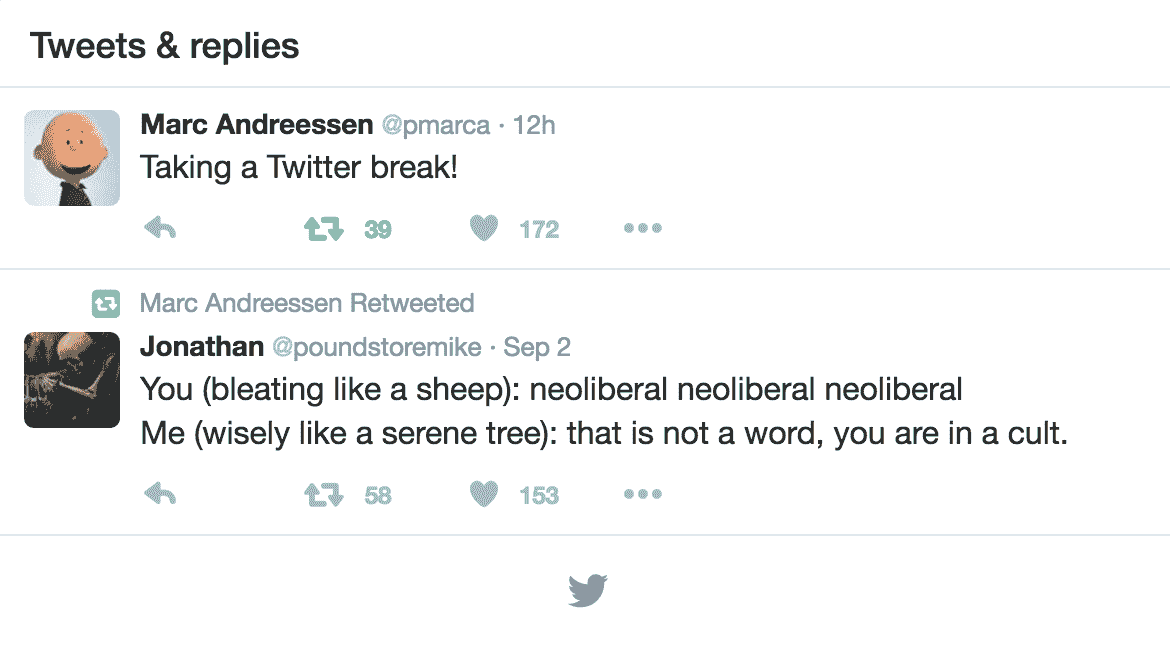 Tweets & replies
Marc Andreessen @pmarca · 12h
Taking a Twitter break!
39 172
Marc Andreessen Retweeted
Jonathan @poundstoremike · Sep 2
You (bleating like a sheep): neoliberal neoliberal neoliberal
Me (wisely like a serene tree): that is not a word, you are in a cult.
58 153